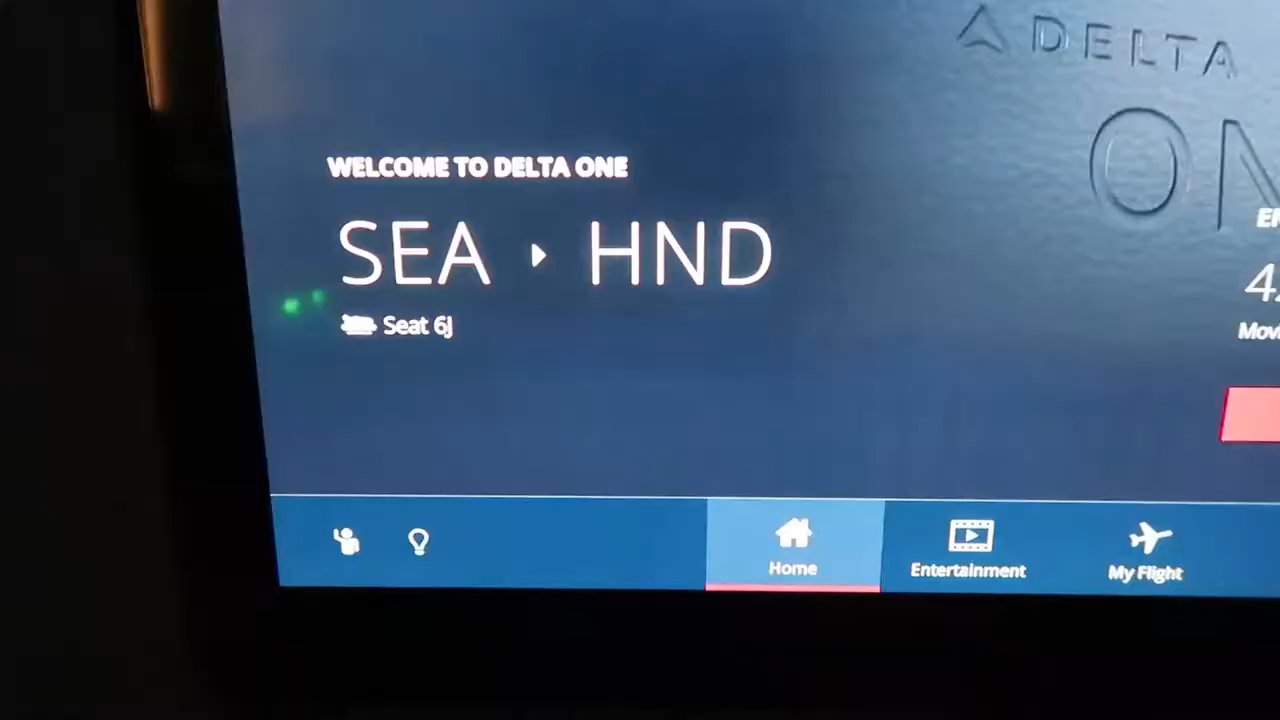 DELTA
WELCOME TO DELTA ONE
SEA HND
Seat 6J
Home
Entertainment
My Flight